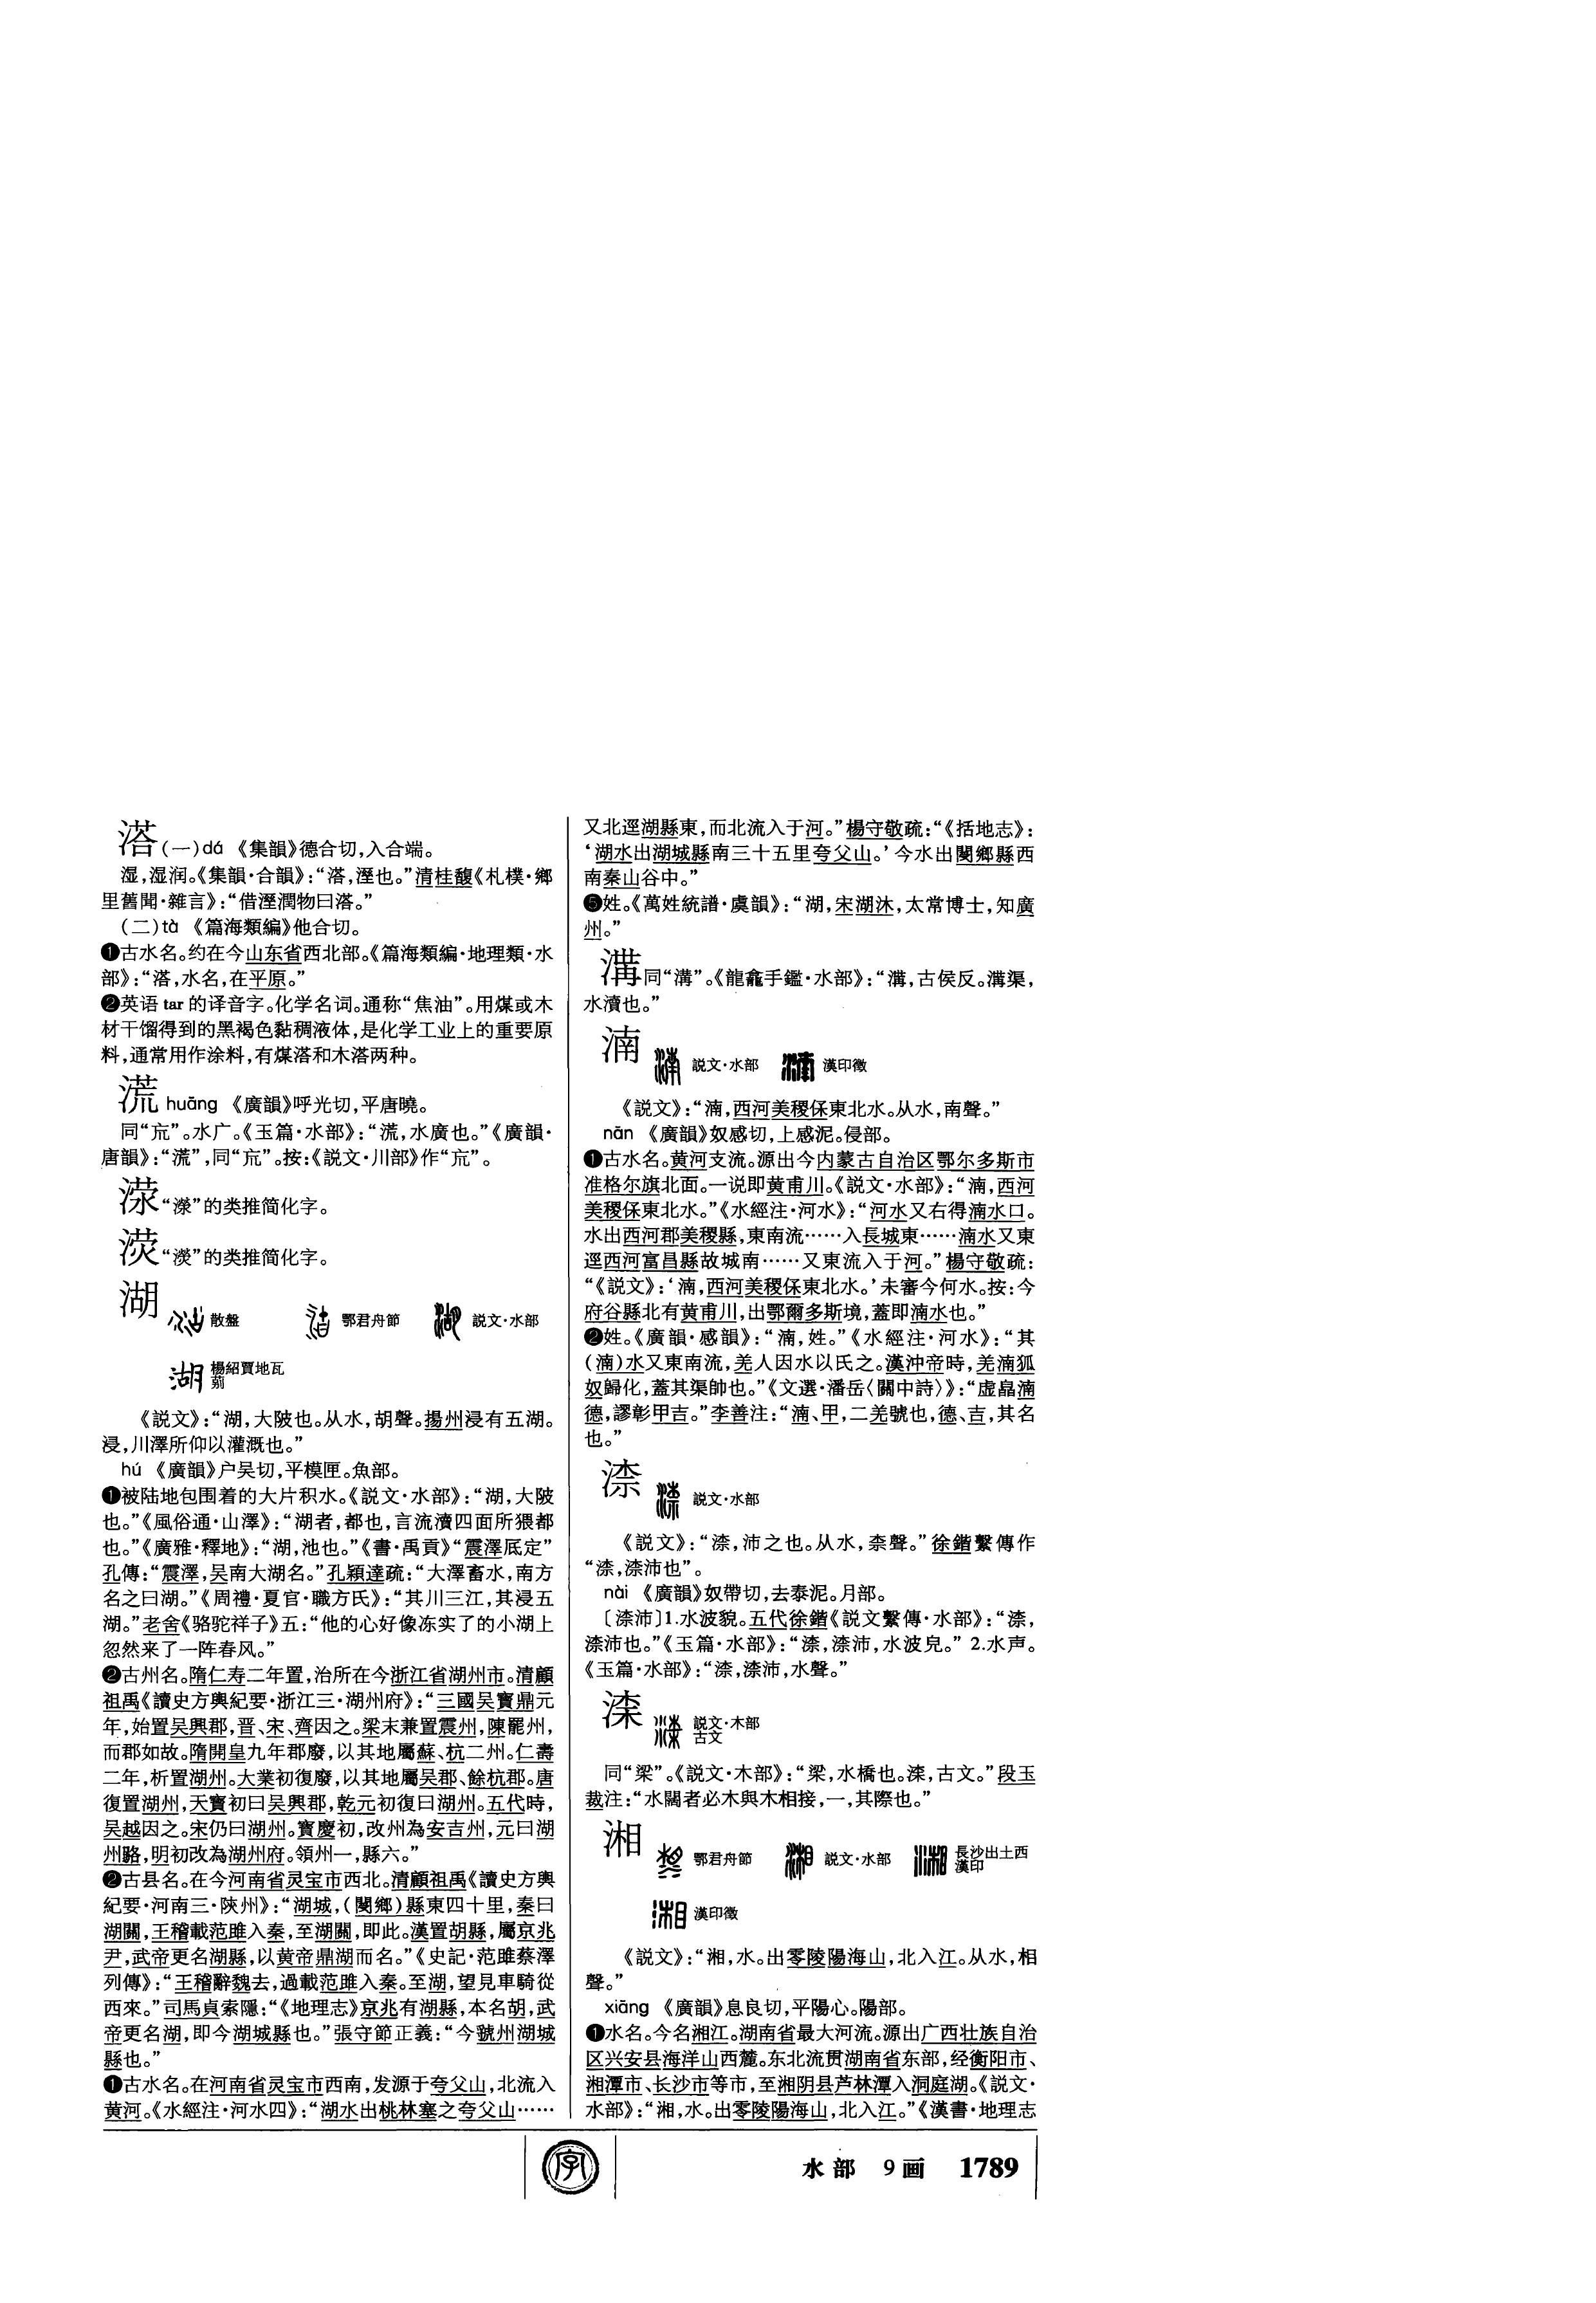 溚(一)dá 《集韻》德合切,入合端。
湿,湿润。《集韻·合韻》:“溚,溼也。”清桂馥《札樸·鄉
里舊聞·雜言》:“借溼潤物曰溚。”
(二)tà 《篇海類編》他合切。
❶古水名。约在今山东省西北部。《篇海類編·地理類·水
部》:“溚,水名,在平原。”
❷英语 tar 的译音字。化学名词。通称“焦油”。用煤或木
材干馏得到的黑褐色黏稠液体,是化学工业上的重要原
料,通常用作涂料,有煤溚和木溚两种。
㵃 huāng 《廣韻》呼光切,平唐曉。
同“巟”。水广。《玉篇·水部》:“㵃,水廣也。”《廣韻·
唐韻》:“㵃”,同“巟”。按:《説文·川部》作“巟”。
“濴”的类推简化字。
“濙”的类推简化字。
湖
散盤 鄂君舟節 説文·水部
楊紹買地瓦
莂
《説文》:“湖,大陂也。从水,胡聲。揚州浸有五湖。
浸,川澤所仰以灌溉也。”
hú 《廣韻》户吴切,平模匣。魚部。
❶被陆地包围着的大片积水。《説文·水部》:“湖,大陂
也。”《風俗通·山澤》:“湖者,都也,言流瀆四面所猥都
也。”《廣雅·釋地》:“湖,池也。”《書·禹貢》“震澤厎定”
孔傳:“震澤,吴南大湖名。”孔穎達疏:“大澤畜水,南方
名之曰湖。”《周禮·夏官·職方氏》:“其川三江,其浸五
湖。”老舍《骆驼祥子》五:“他的心好像冻实了的小湖上
忽然来了一阵春风。”
❷古州名。隋仁寿二年置,治所在今浙江省湖州市。清顧
祖禹《讀史方輿紀要·浙江三·湖州府》:“三國吴寶鼎元
年,始置吴興郡,晋、宋、齊因之。梁末兼置震州,陳罷州,
而郡如故。隋開皇九年郡廢,以其地屬蘇、杭二州。仁壽
二年,析置湖州。大業初復廢,以其地屬吴郡、餘杭郡。唐
復置湖州,天寶初曰吴興郡,乾元初復曰湖州。五代時,
吴越因之。宋仍曰湖州。寶慶初,改州為安吉州,元曰湖
州路,明初改為湖州府。領州一,縣六。”
❷古县名。在今河南省灵宝市西北。清顧祖禹《讀史方輿
紀要·河南三·陝州》:“湖城,(閿鄉)縣東四十里,秦曰
湖關,王稽載范雎入秦,至湖關,即此。漢置胡縣,屬京兆
尹,武帝更名湖縣,以黄帝鼎湖而名。”《史記·范雎蔡澤
列傳》:“王稽辭魏去,過載范雎入秦。至湖,望見車騎從
西來。”司馬貞索隱:“《地理志》京兆有湖縣,本名胡,武
帝更名湖,即今湖城縣也。”張守節正義:“今虢州湖城
縣也。”
❶古水名。在河南省灵宝市西南,发源于夸父山,北流入
黄河。《水經注·河水四》:“湖水出桃林塞之夸父山……
又北逕湖縣東,而北流入于河。”楊守敬疏:“《括地志》:
‘湖水出湖城縣南三十五里夸父山。’今水出閿鄉縣西
南秦山谷中。”
❺姓。《萬姓統譜·虞韻》:“湖,宋湖沐,太常博士,知廣
州。”
同“溝”。《龍龕手鑑·水部》:“溝,古侯反。溝渠,
水瀆也。”
湳
説文·水部 漢印徵
《説文》:“湳,西河美稷保東北水。从水,南聲。”
nǎn 《廣韻》奴感切,上感泥。侵部。
❶古水名。黄河支流。源出今内蒙古自治区鄂尔多斯市
准格尔旗北面。一说即黄甫川。《説文·水部》:“湳,西河
美稷保東北水。”《水經注·河水》:“河水又右得湳水口。
水出西河郡美稷縣,東南流……入長城東……湳水又東
逕西河富昌縣故城南……又東流入于河。”楊守敬疏:
“《説文》:‘湳,西河美稷保東北水。’未審今何水。按:今
府谷縣北有黄甫川,出鄂爾多斯境,蓋即湳水也。”
❷姓。《廣韻·感韻》:“湳,姓。”《水經注·河水》:“其
(湳)水又東南流,羌人因水以氏之。漢沖帝時,羌湳狐
奴歸化,蓋其渠帥也。”《文選·潘岳〈關中詩〉》:“虚皛湳
德,謬彰甲吉。”李善注:“湳、甲,二羌號也,德、吉,其名
也。”
渿
説文·水部
《説文》:“渿,沛之也。从水,柰聲。”徐鍇繫傳作
“渿,渿沛也”。
nài 《廣韻》奴帶切,去泰泥。月部。
〔渿沛〕1.水波貌。五代徐鍇《説文繫傳·水部》:“渿,
渿沛也。”《玉篇·水部》:“渿,渿沛,水波皃。” 2.水声。
《玉篇·水部》:“渿,渿沛,水聲。”
説文·木部
古文
同“梁”。《説文·木部》:“梁,水橋也。㴍,古文。”段玉
裁注:“水闊者必木與木相接,一,其際也。”
湘
鄂君舟節 説文·水部 長沙出土西
漢印
漢印徵
《説文》:“湘,水。出零陵陽海山,北入江。从水,相
聲。”
xiāng 《廣韻》息良切,平陽心。陽部。
❶水名。今名湘江。湖南省最大河流。源出广西壮族自治
区兴安县海洋山西麓。东北流贯湖南省东部,经衡阳市、
湘潭市、长沙市等市,至湘阴县芦林潭入洞庭湖。《説文·
水部》:“湘,水。出零陵陽海山,北入江。”《漢書·地理志
字
水部 9画 1789